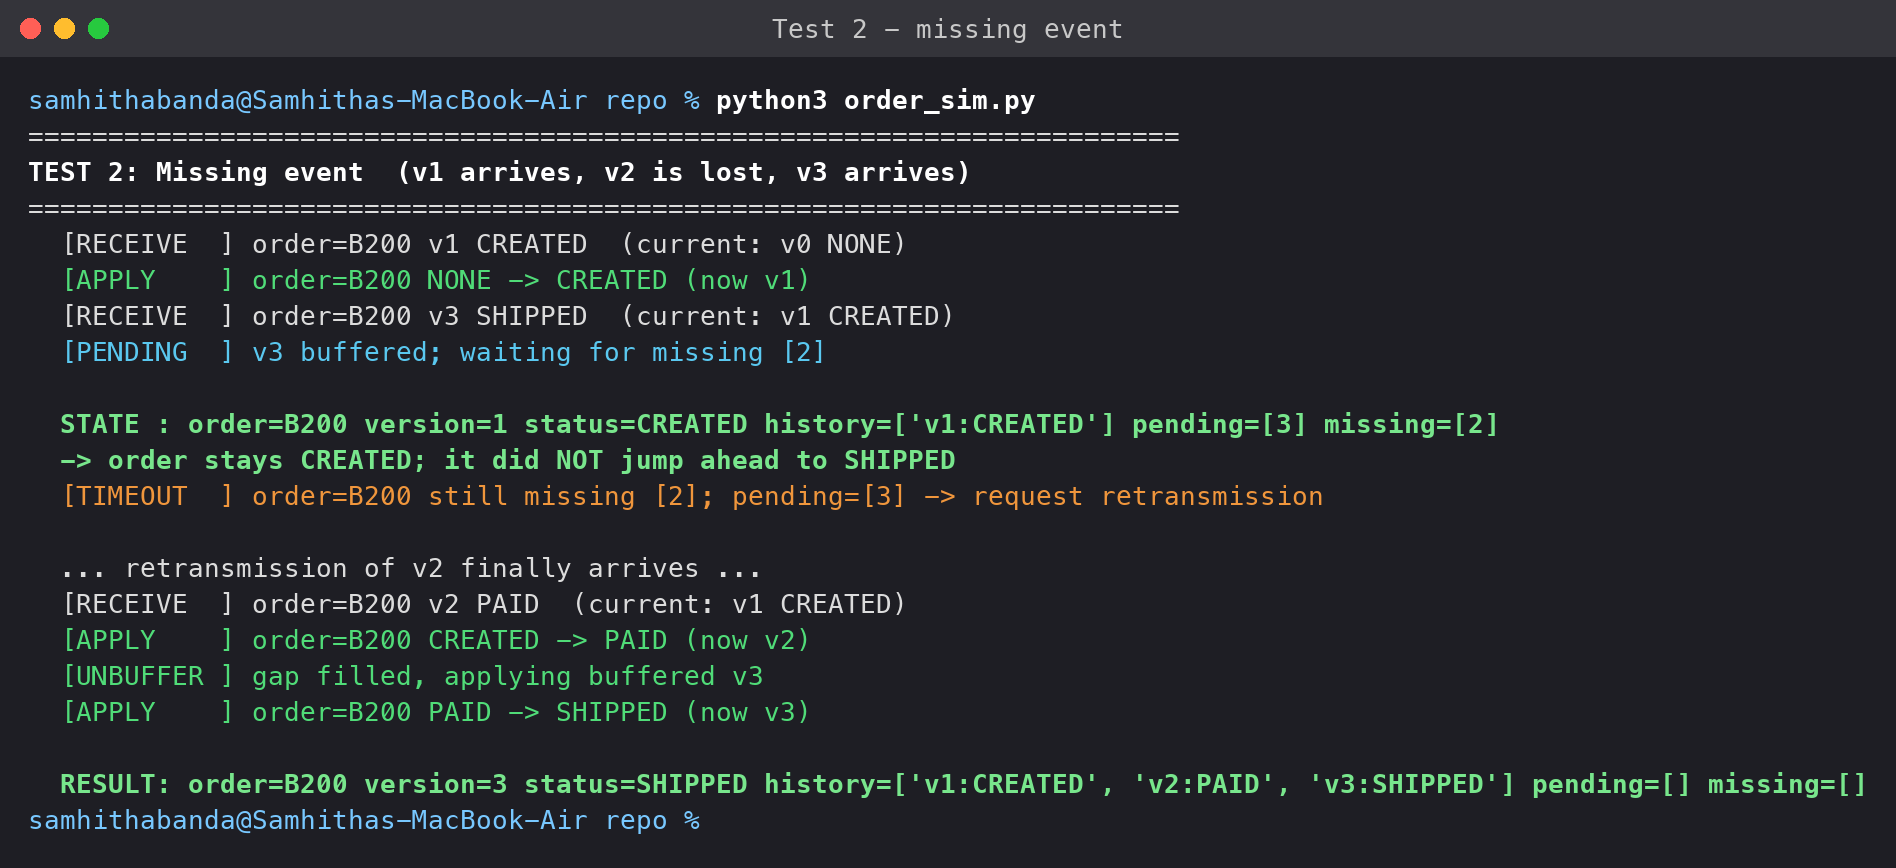 Test 2 – missing event
samhithabanda@Samhithas-MacBook-Air repo % python3 order_sim.py
========================================================================
TEST 2: Missing event  (v1 arrives, v2 is lost, v3 arrives)
========================================================================
[RECEIVE  ] order=B200 v1 CREATED  (current: v0 NONE)
[APPLY    ] order=B200 NONE -> CREATED (now v1)
[RECEIVE  ] order=B200 v3 SHIPPED  (current: v1 CREATED)
[PENDING  ] v3 buffered; waiting for missing [2]
STATE : order=B200 version=1 status=CREATED history=['v1:CREATED'] pending=[3] missing=[2]
-> order stays CREATED; it did NOT jump ahead to SHIPPED
[TIMEOUT  ] order=B200 still missing [2]; pending=[3] -> request retransmission
... retransmission of v2 finally arrives ...
[RECEIVE  ] order=B200 v2 PAID  (current: v1 CREATED)
[APPLY    ] order=B200 CREATED -> PAID (now v2)
[UNBUFFER ] gap filled, applying buffered v3
[APPLY    ] order=B200 PAID -> SHIPPED (now v3)
RESULT: order=B200 version=3 status=SHIPPED history=['v1:CREATED', 'v2:PAID', 'v3:SHIPPED'] pending=[] missing=[]
samhithabanda@Samhithas-MacBook-Air repo %